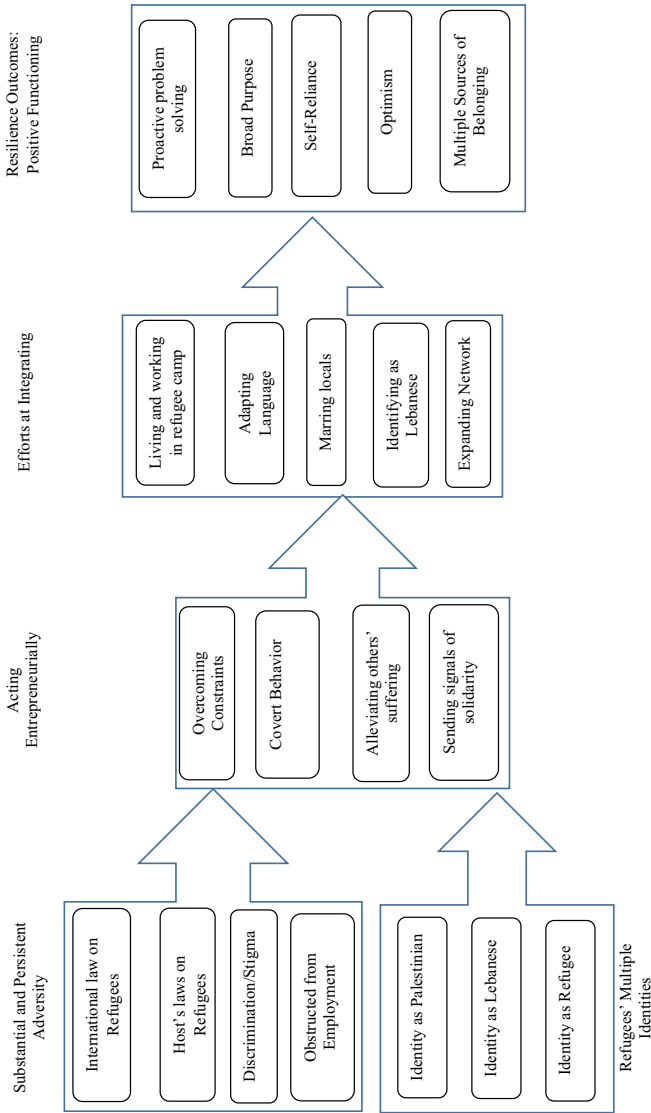 Substantial and Persistent
Adversity
International law on
Refugees
Host's laws on
Refugees
Discrimination/Stigma
Obstructed from
Employment
Identity as Palestinian
Identity as Lebanese
Identity as Refugee
Refugees' Multiple
Identities
Acting
Entrepreneurially
Overcoming
Constraints
Covert Behavior
Alleviating others'
suffering
Sending signals of
solidarity
Efforts at Integrating
Living and working
in refugee camp
Adapting
Language
Marring locals
Identifying as
Lebanese
Expanding Network
Resilience Outcomes:
Positive Functioning
Proactive problem
solving
Broad Purpose
Self-Reliance
Optimism
Multiple Sources of
Belonging